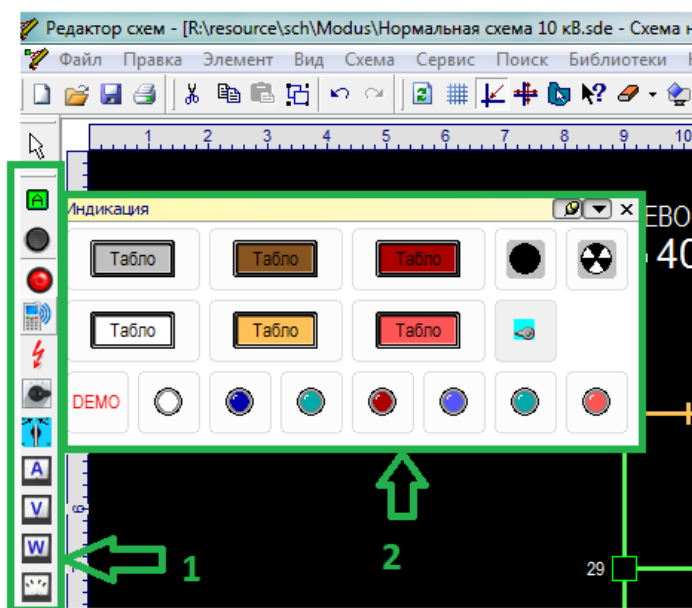 Редактор схем - [R:\resource\sch\Modus\Нормальная схема 10 кВ.sde - Схема н
Файл Правка Элемент Вид Схема Сервис Поиск Библиотеки
1 2 3 4 5 6 7 8 9 10
A
Индикация
ЕВО
40
Табло Табло Табло
Табло Табло Табло
DEMO
A
V
W
1
2
29